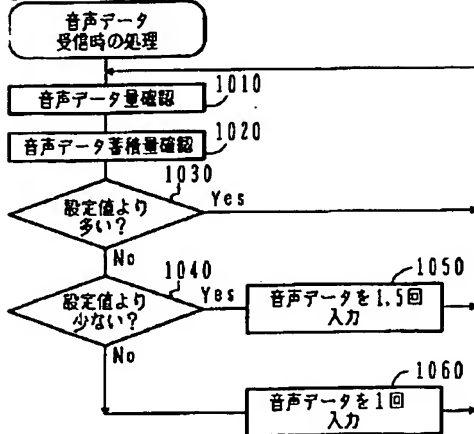 音声データ
受信時の処理
1010
音声データ量確認
1020
音声データ蓄積量確認
1030
設定値より
多い?
Yes
No
1040
設定値より
少ない?
Yes
No
1050
音声データを1.5回
入力
1060
音声データを1回
入力